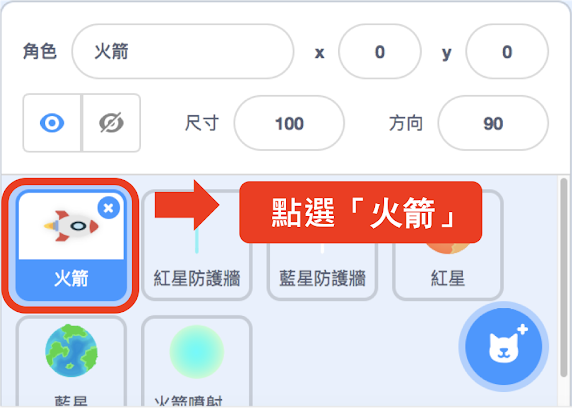 角色 火箭 x 0 y 0
尺寸 100 方向 90
點選「火箭」
火箭 紅星防護牆 藍星防護牆 紅星
藍星 火箭噴射